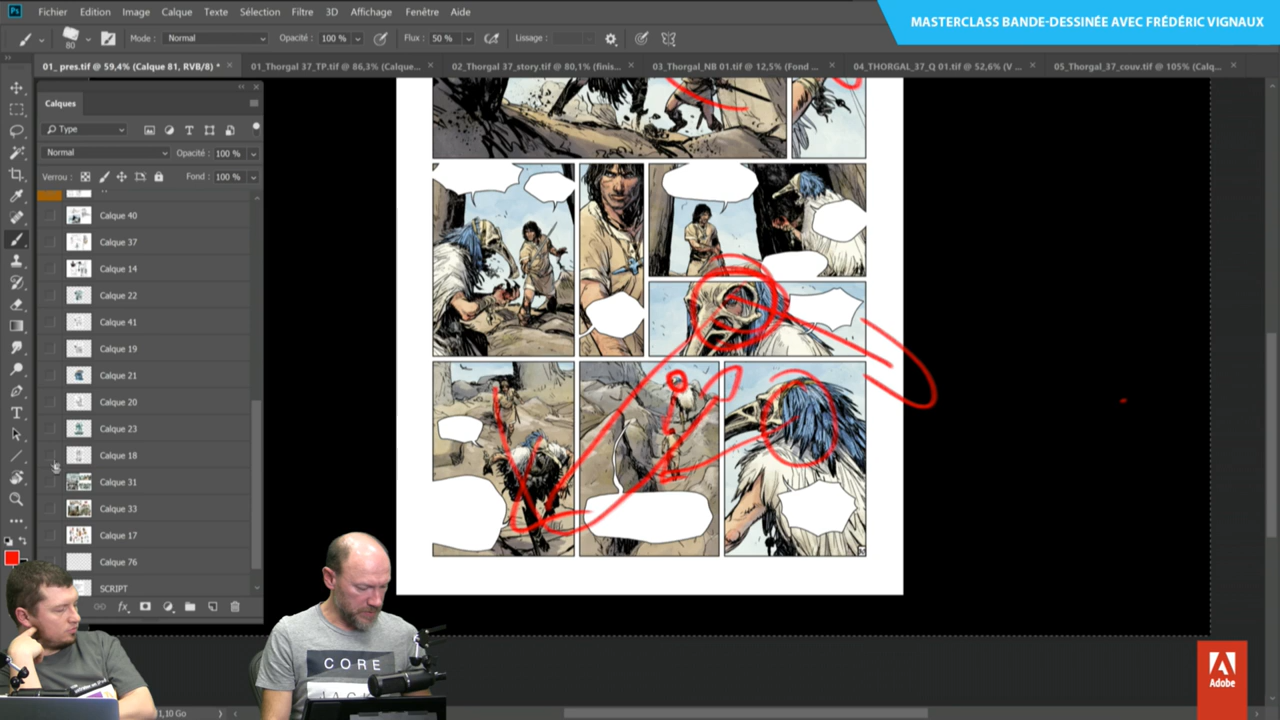 Ps Fichier Edition Image Calque Texte Sélection Filtre 3D Affichage Fenêtre Aide
MASTERCLASS BANDE-DESSINÉE AVEC FRÉDÉRIC VIGNAUX
80 Mode : Normal Opacité : 100 % Flux : 50 % Lissage :
01_ pres.tif @ 59,4% (Calque 81, RVB/8) * 01_Thorgal 37_TP.tif @ 86,3% (Calque... 02_Thorgal 37_story.tif @ 80,1% (finis... 03_Thorgal_NB 01.tif @ 12,5% (Fond ... 04_THORGAL_37_Q 01.tif @ 52,6% (V ... 05_Thorgal_37_couv.tif @ 105% (Calq...
Calques
Type
Normal Opacité : 100 %
Verrou : Fond : 100 %
Calque 40
Calque 37
Calque 14
Calque 22
Calque 41
Calque 19
Calque 21
Calque 20
Calque 23
Calque 18
Calque 31
Calque 33
Calque 17
Calque 76
SCRIPT
fx
CORE
Adobe